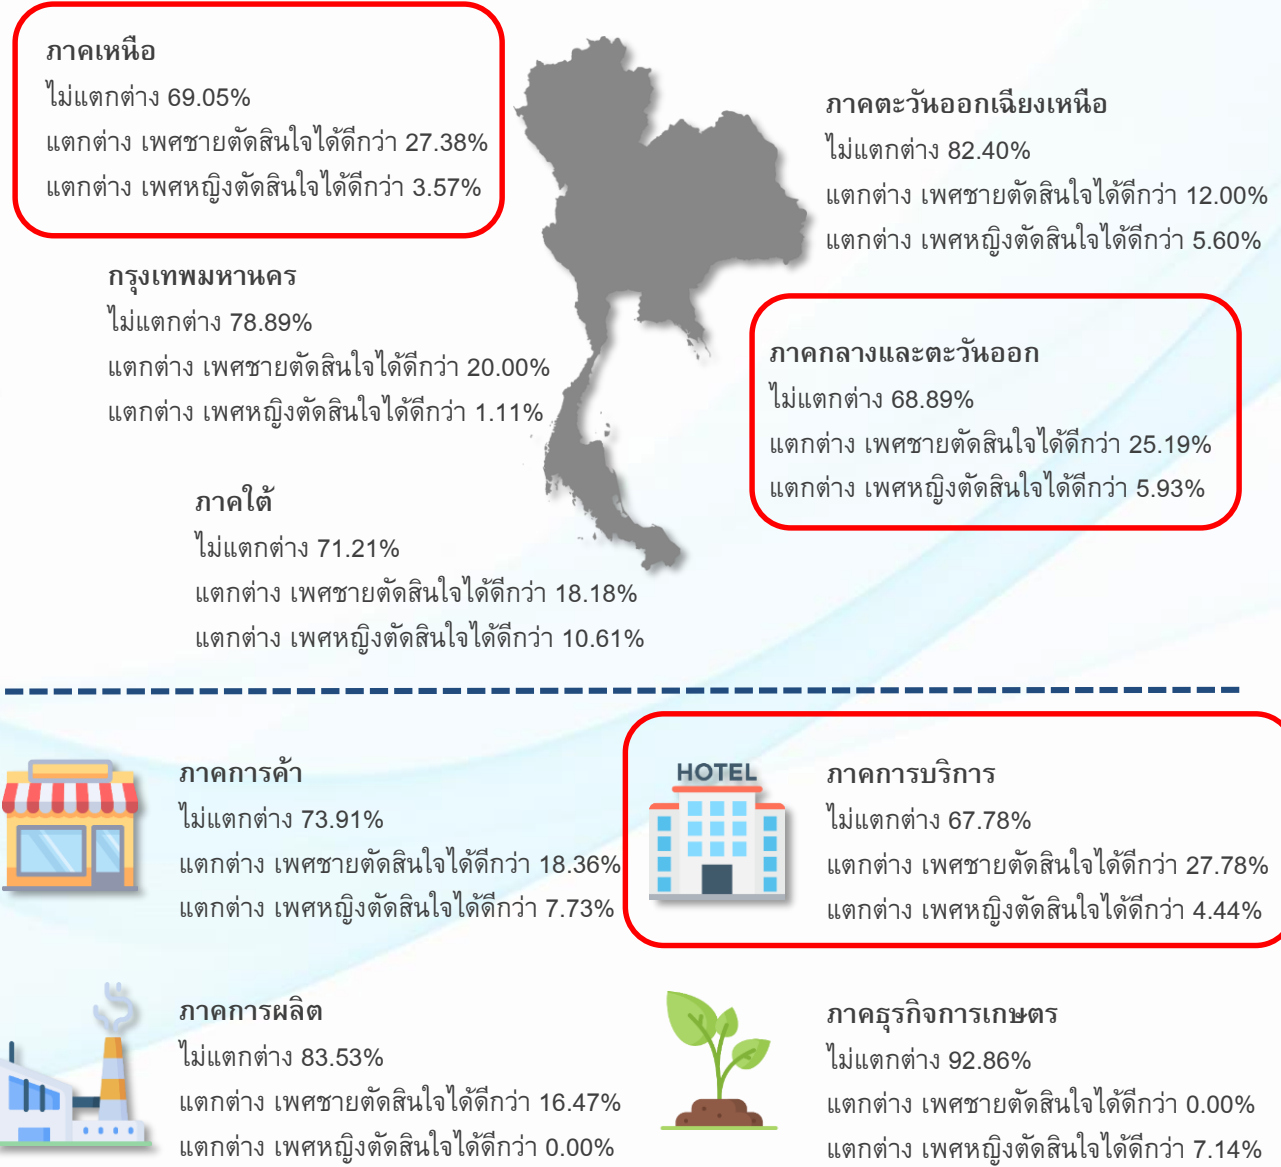 ภาคเหนือ
ไม่แตกต่าง 69.05%
แตกต่าง เพศชายตัดสินใจได้ดีกว่า 27.38%
แตกต่าง เพศหญิงตัดสินใจได้ดีกว่า 3.57%
ภาคตะวันออกเฉียงเหนือ
ไม่แตกต่าง 82.40%
แตกต่าง เพศชายตัดสินใจได้ดีกว่า 12.00%
แตกต่าง เพศหญิงตัดสินใจได้ดีกว่า 5.60%
กรุงเทพมหานคร
ไม่แตกต่าง 78.89%
แตกต่าง เพศชายตัดสินใจได้ดีกว่า 20.00%
แตกต่าง เพศหญิงตัดสินใจได้ดีกว่า 1.11%
ภาคกลางและตะวันออก
ไม่แตกต่าง 68.89%
แตกต่าง เพศชายตัดสินใจได้ดีกว่า 25.19%
แตกต่าง เพศหญิงตัดสินใจได้ดีกว่า 5.93%
ภาคใต้
ไม่แตกต่าง 71.21%
แตกต่าง เพศชายตัดสินใจได้ดีกว่า 18.18%
แตกต่าง เพศหญิงตัดสินใจได้ดีกว่า 10.61%
ภาคการค้า
ไม่แตกต่าง 73.91%
แตกต่าง เพศชายตัดสินใจได้ดีกว่า 18.36%
แตกต่าง เพศหญิงตัดสินใจได้ดีกว่า 7.73%
HOTEL
ภาคการบริการ
ไม่แตกต่าง 67.78%
แตกต่าง เพศชายตัดสินใจได้ดีกว่า 27.78%
แตกต่าง เพศหญิงตัดสินใจได้ดีกว่า 4.44%
ภาคการผลิต
ไม่แตกต่าง 83.53%
แตกต่าง เพศชายตัดสินใจได้ดีกว่า 16.47%
แตกต่าง เพศหญิงตัดสินใจได้ดีกว่า 0.00%
ภาคธุรกิจการเกษตร
ไม่แตกต่าง 92.86%
แตกต่าง เพศชายตัดสินใจได้ดีกว่า 0.00%
แตกต่าง เพศหญิงตัดสินใจได้ดีกว่า 7.14%